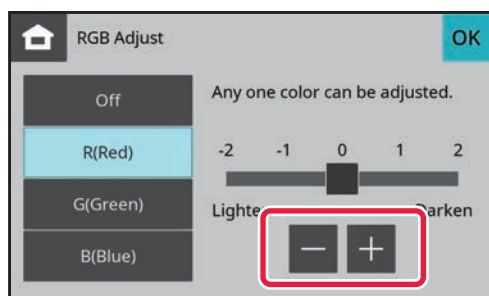 RGB Adjust
OK
Off
R(Red)
G(Green)
B(Blue)
Any one color can be adjusted.
-2 -1 0 1 2
− +